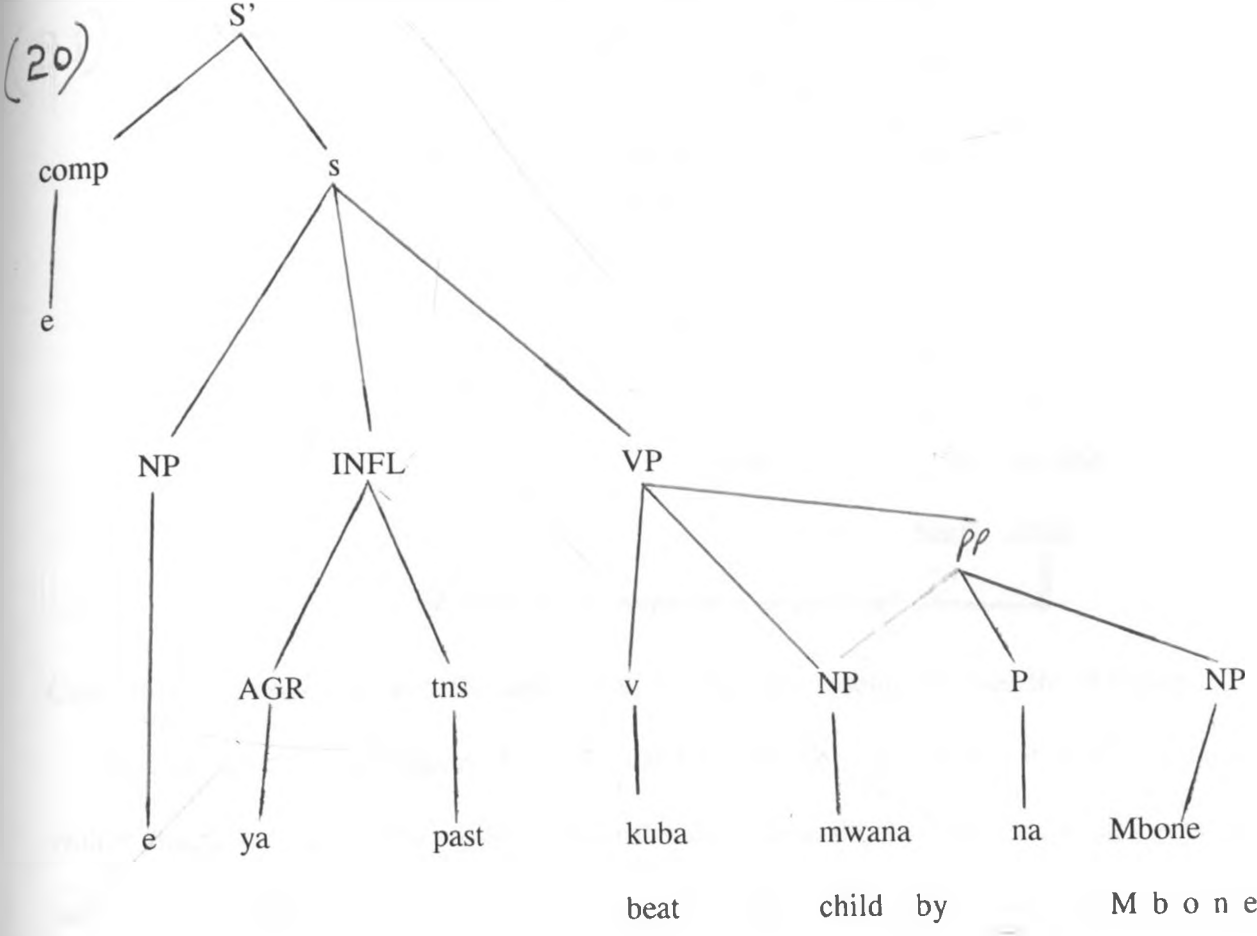 S’
(20)
comp s
e
NP INFL VP
PP
AGR tns v NP P NP
e ya past kuba mwana na Mbone
beat child by M b o n e